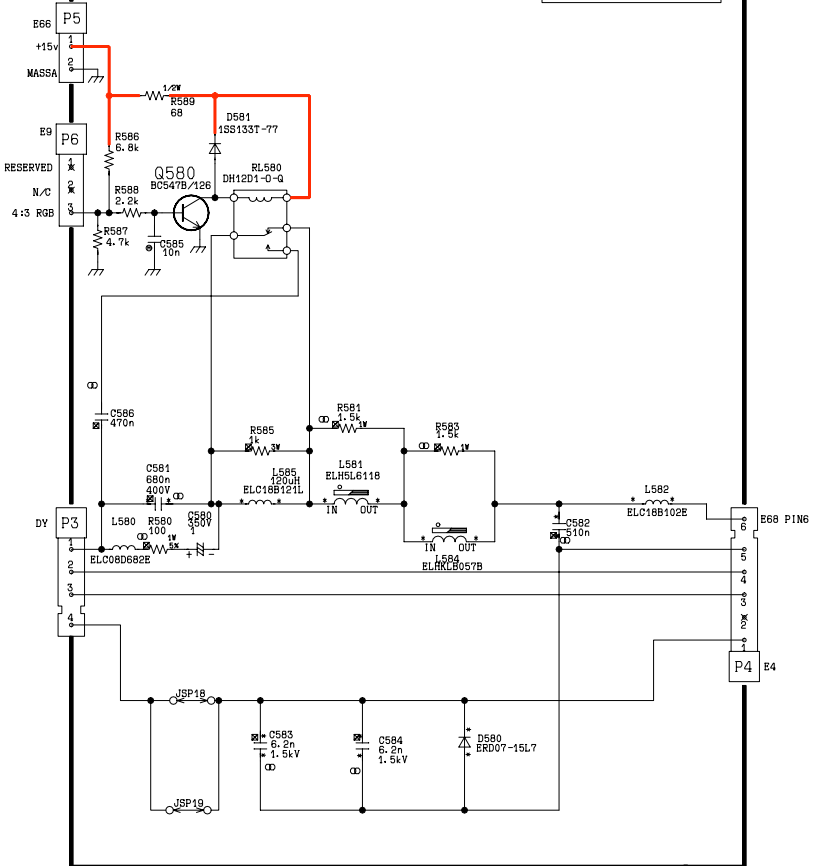 E66 P5
+15v 1
MASSA 2
1/2W
R589
68
D581
1SS133T-77
E9 P6
R586
6.8k
RESERVED 1
N/C 2
4:3 RGB 3
Q580
BC547B/126
RL580
DH12D1-0-Q
R588
2.2k
R587
4.7k
C585
10n
C586
470n
R581
1.5k
1W
R583
1.5k
1W
R585
1k
3W
C581
680n
400V
L585
120uH
ELC18B121L
L581
ELH5L6118
IN OUT
L582
ELC18B102E
DY P3
1
2
3
4
L580
ELC08D682E
R580
100
1W
5%
C580
350V
1
+ -
IN OUT
L584
ELHKLB057B
C582
510n
E68 PIN6
6
5
4
3
2
1
P4 E4
JSP18
JSP19
C583
6.2n
1.5kV
C584
6.2n
1.5kV
D580
ERD07-15L7